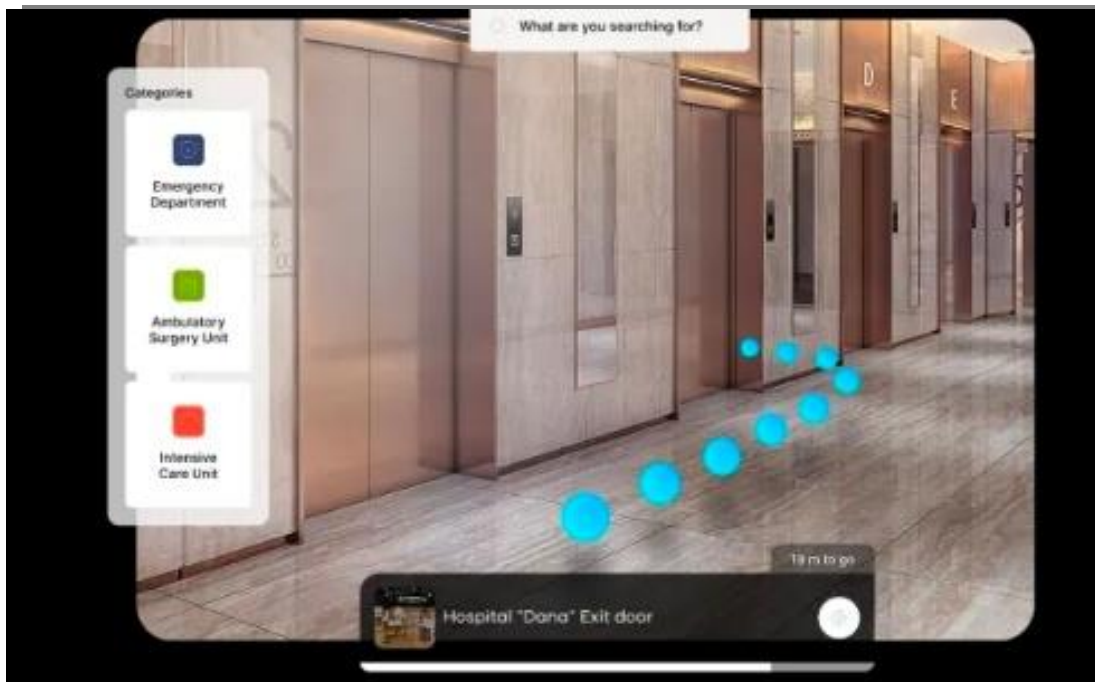 What are you searching for?
Categories
Emergency
Department
Ambulatory
Surgery Unit
Intensive
Care Unit
D
E
m to go
Hospital "Dana" Exit door